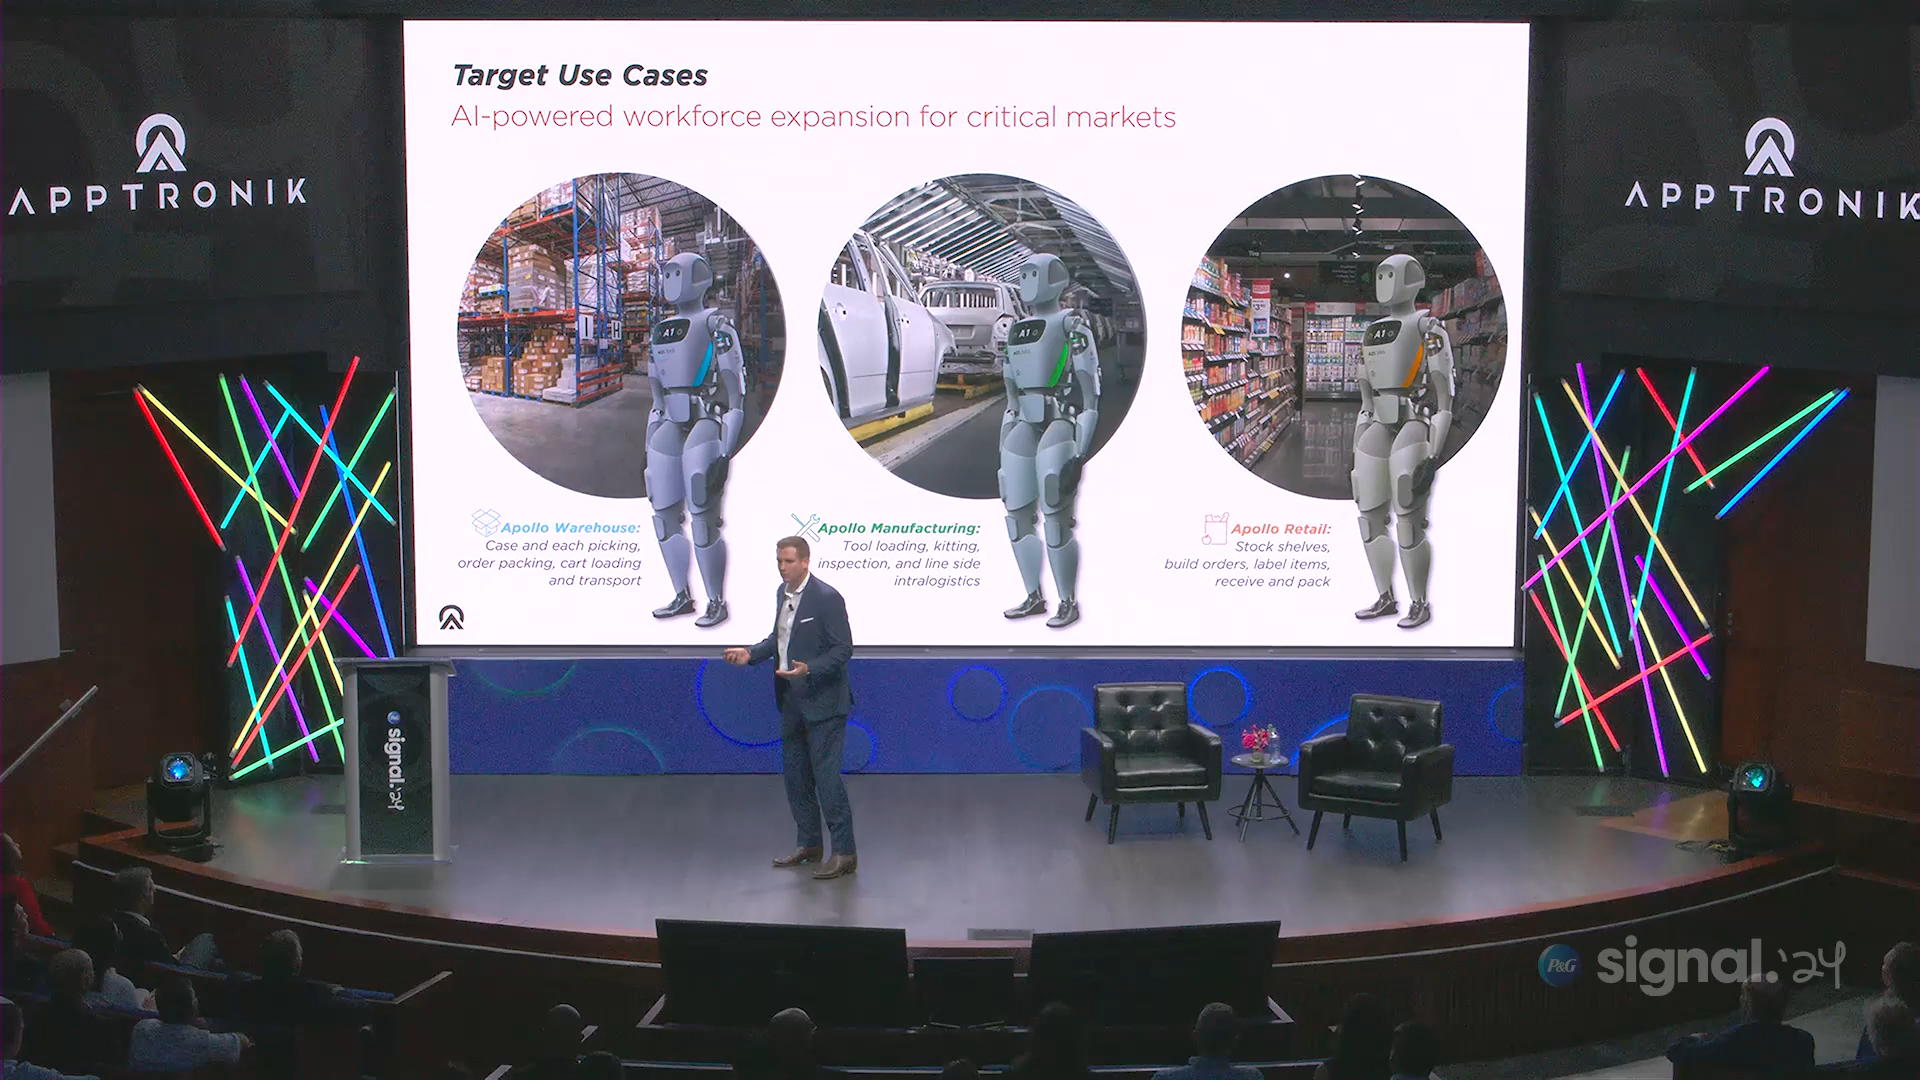 Target Use Cases
AI-powered workforce expansion for critical markets
APPTRONIK
APPTRONIK
A1
A1
A1
Apollo Warehouse:
Case and each picking,
order packing, cart loading
and transport
Apollo Manufacturing:
Tool loading, kitting,
inspection, and line side
intralogistics
Apollo Retail:
Stock shelves,
build orders, label items,
receive and pack
signal.'24
P&G signal.'24